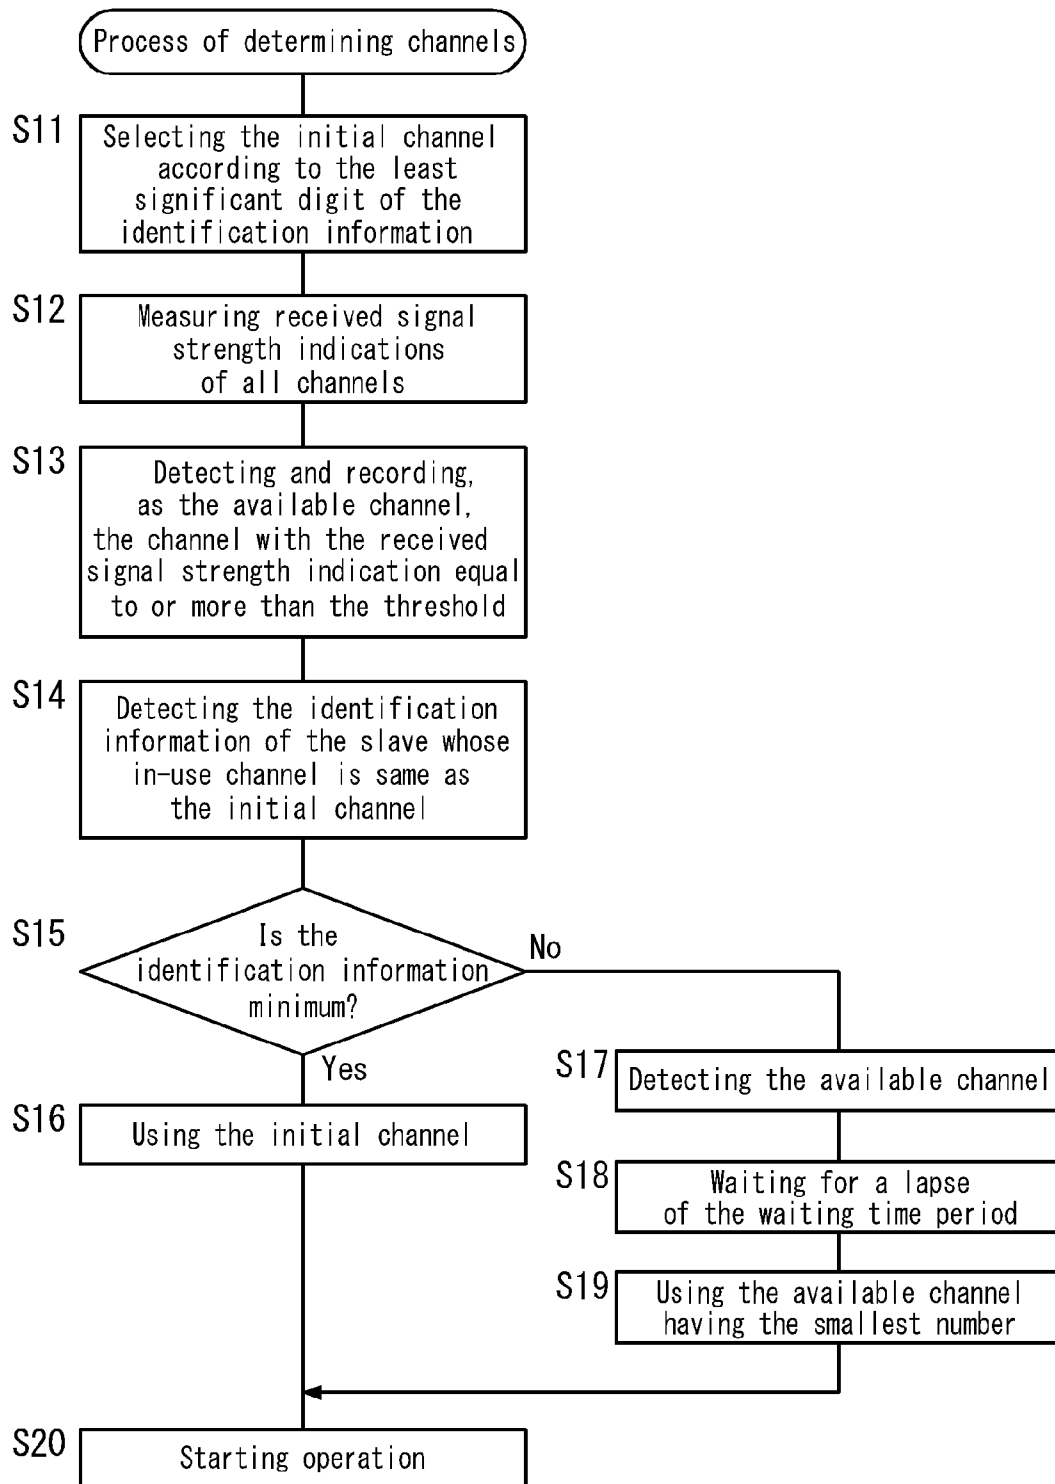 Process of determining channels
S11
Selecting the initial channel
according to the least
significant digit of the
identification information
S12
Measuring received signal
strength indications
of all channels
S13
Detecting and recording,
as the available channel,
the channel with the received
signal strength indication equal
to or more than the threshold
S14
Detecting the identification
information of the slave whose
in-use channel is same as
the initial channel
S15
Is the
identification information
minimum?
No
Yes
S16
Using the initial channel
S17
Detecting the available channel
S18
Waiting for a lapse
of the waiting time period
S19
Using the available channel
having the smallest number
S20
Starting operation